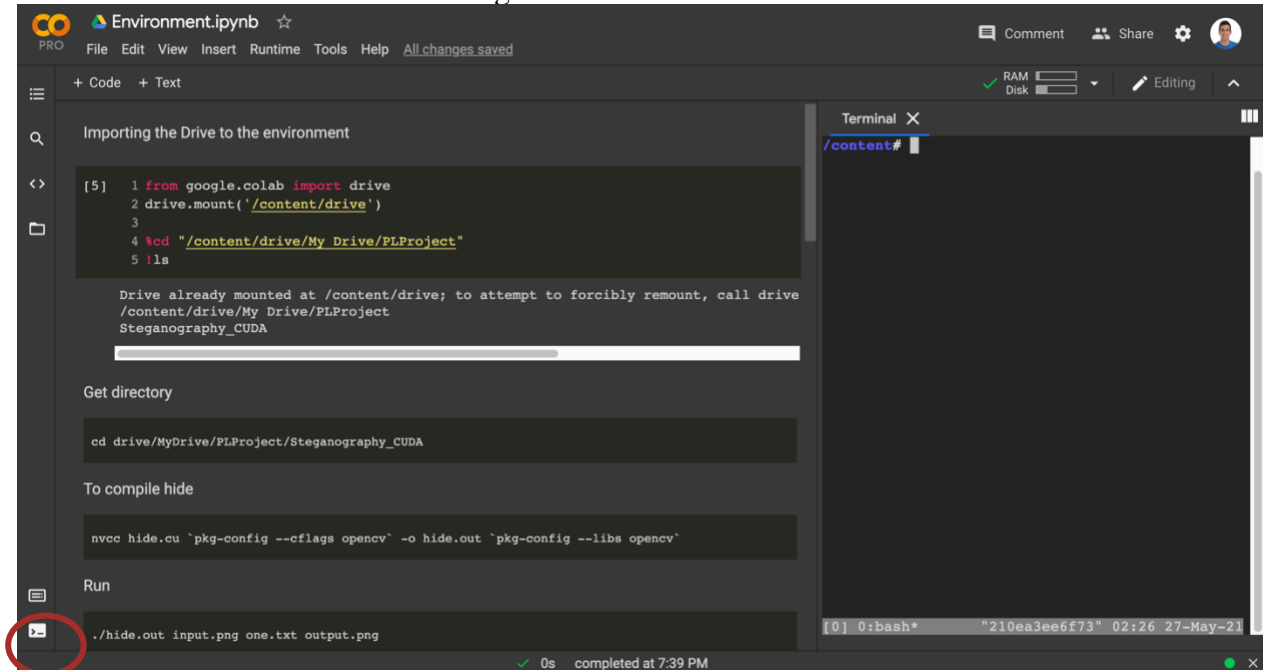 Environment.ipynb
PRO
File Edit View Insert Runtime Tools Help All changes saved
Comment Share
+ Code + Text
RAM
Disk
Editing
Importing the Drive to the environment
[5] 1 from google.colab import drive
2 drive.mount('/content/drive')
3
4 %cd "/content/drive/My Drive/PLProject"
5 !ls
Drive already mounted at /content/drive; to attempt to forcibly remount, call drive
/content/drive/My Drive/PLProject
Steganography_CUDA
Get directory
cd drive/MyDrive/PLProject/Steganography_CUDA
To compile hide
nvcc hide.cu `pkg-config --cflags opencv` -o hide.out `pkg-config --libs opencv`
Run
./hide.out input.png one.txt output.png
Terminal
/content#
[0] 0:bash* "210ea3ee6f73" 02:26 27-May-21
0s completed at 7:39 PM